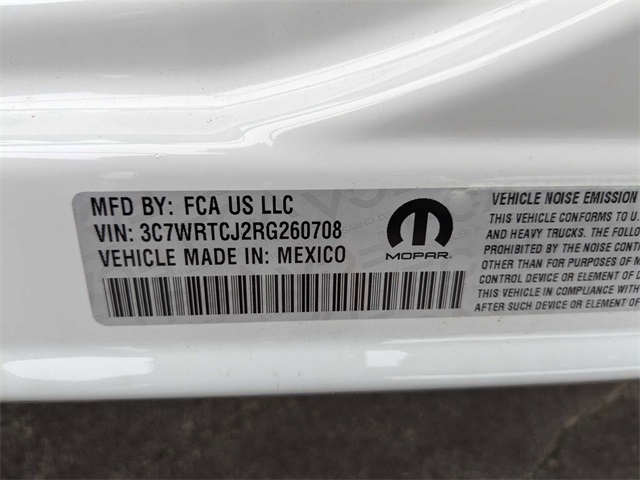 MFD BY: FCA US LLC
VIN: 3C7WRTCJ2RG260708
VEHICLE MADE IN: MEXICO
MOPAR
VEHICLE NOISE EMISSION
THIS VEHICLE CONFORMS TO U.
AND HEAVY TRUCKS. THE FOLLO
PROHIBITED BY THE NOISE CONT
OTHER THAN FOR PURPOSES OF M
CONTROL DEVICE OR ELEMENT OF D
THIS VEHICLE IN COMPLIANCE WITH
AFTER SUCH DEVICE OR ELEMENT OF